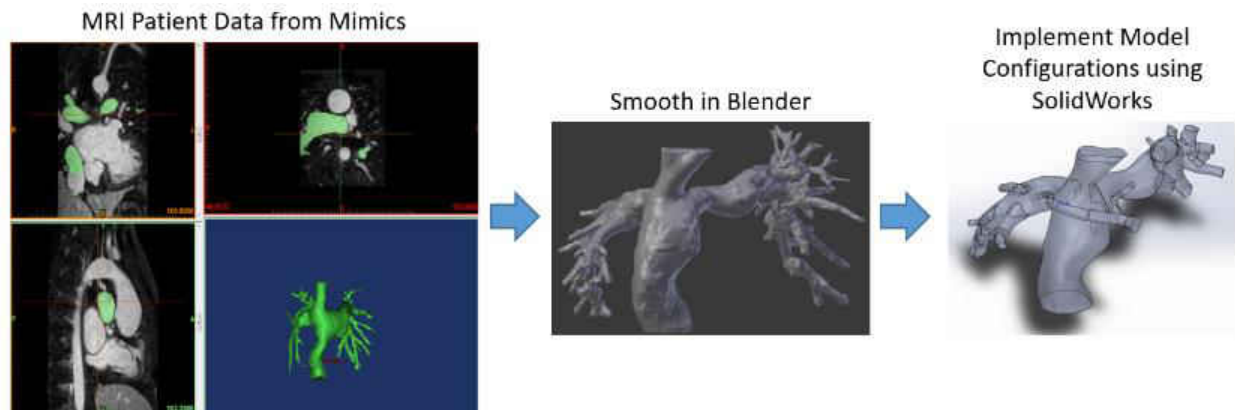 MRI Patient Data from Mimics
Smooth in Blender
Implement Model
Configurations using
SolidWorks